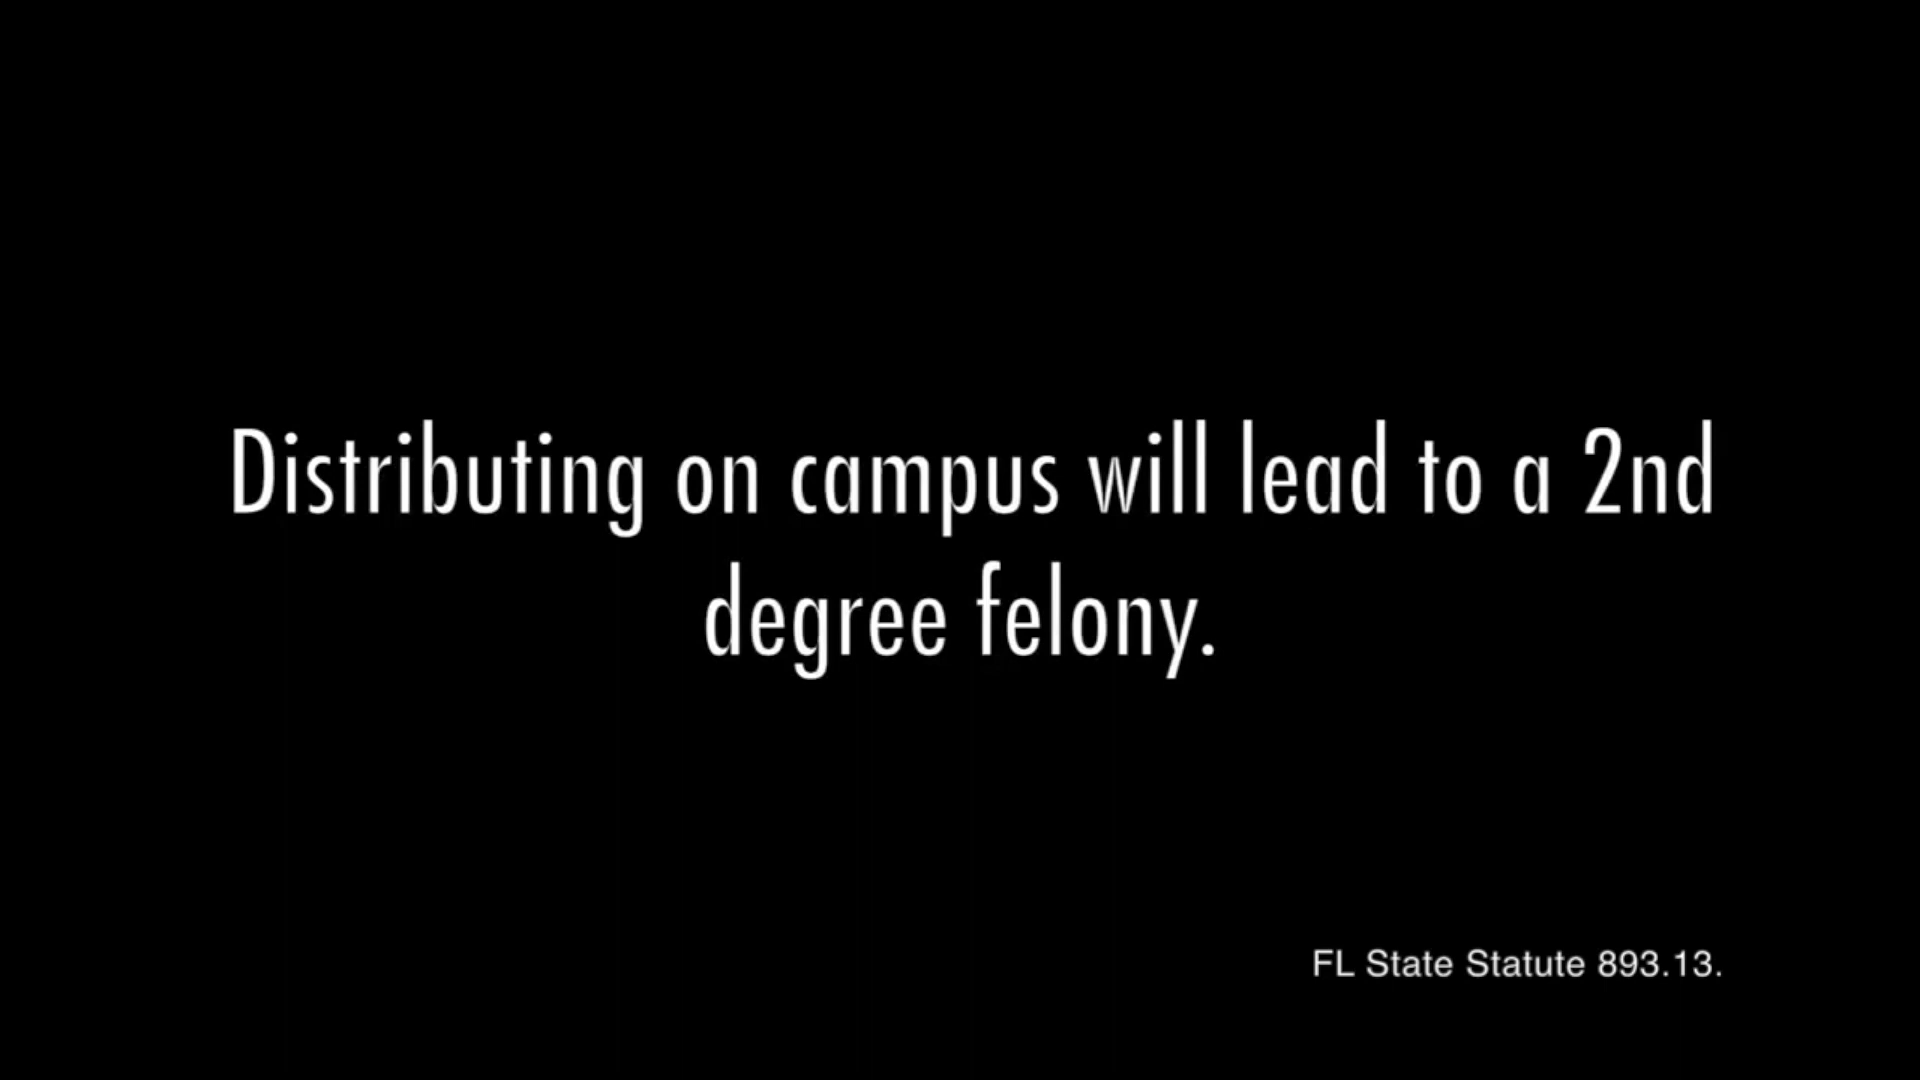 Distributing on campus will lead to a 2nd
degree felony.
FL State Statute 893.13.